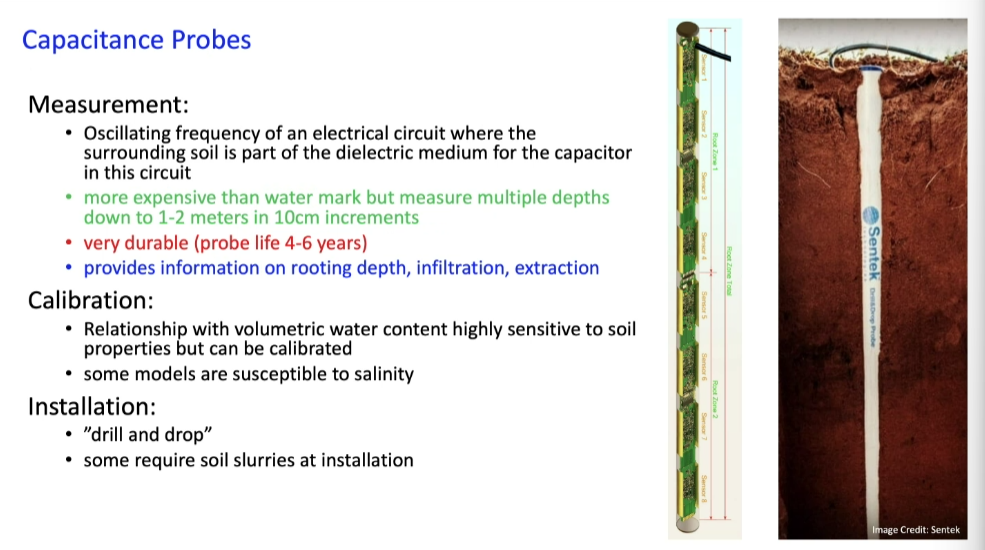 Capacitance Probes
Measurement:
• Oscillating frequency of an electrical circuit where the
surrounding soil is part of the dielectric medium for the capacitor
in this circuit
• more expensive than water mark but measure multiple depths
down to 1-2 meters in 10cm increments
• very durable (probe life 4-6 years)
• provides information on rooting depth, infiltration, extraction
Calibration:
• Relationship with volumetric water content highly sensitive to soil
properties but can be calibrated
• some models are susceptible to salinity
Installation:
• ”drill and drop”
• some require soil slurries at installation
Sensor 1
Sensor 2
Sensor 3
Sensor 4
Sensor 5
Sensor 6
Sensor 7
Sensor 8
Root Zone 1
Root Zone 2
Root Zone Total
Sentek
Drill&Drop Probe
Image Credit: Sentek